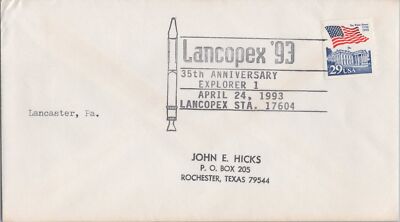 Lancopex '93
35th ANNIVERSARY
EXPLORER 1
APRIL 24, 1993
LANCOPEX STA. 17604
29 USA
Lancaster, Pa.
JOHN E. HICKS
P. O. BOX 205
ROCHESTER, TEXAS 79544